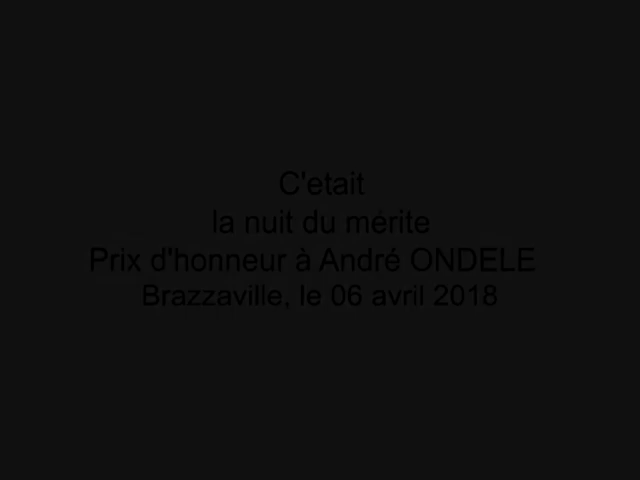 C'etait
la nuit du mérite
Prix d'honneur à André ONDELE
Brazzaville, le 06 avril 2018